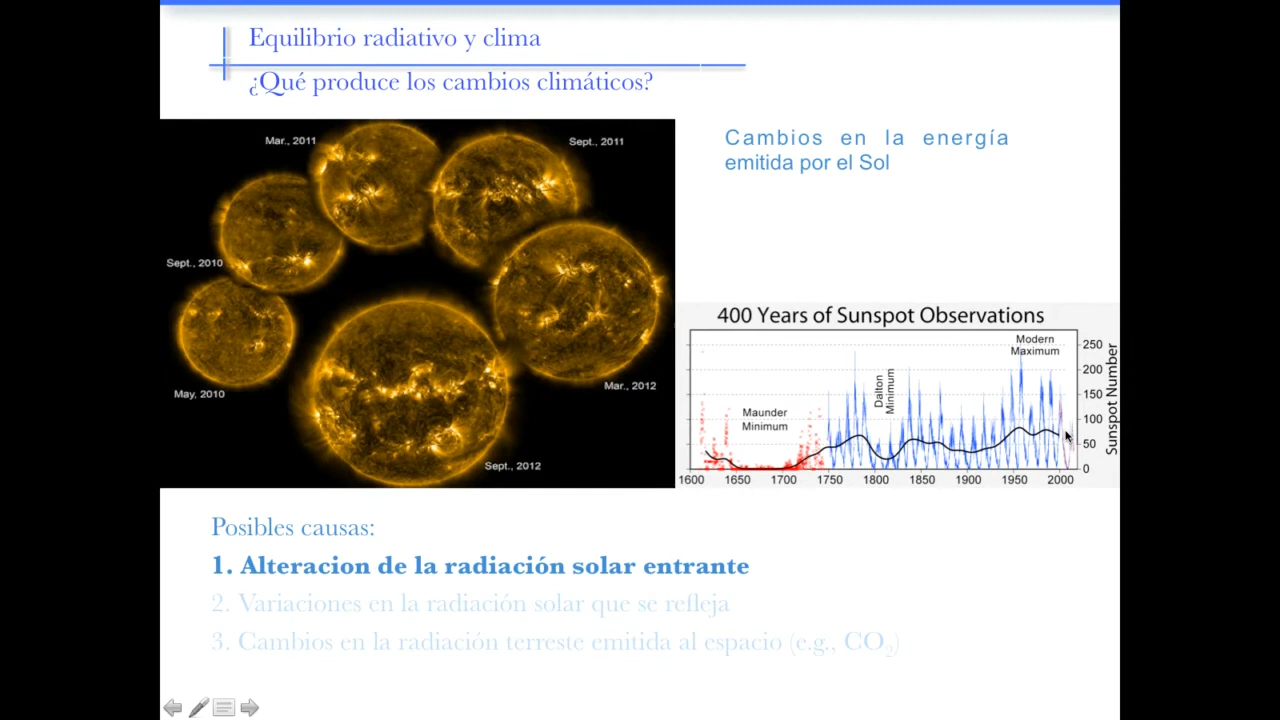 Equilibrio radiativo y clima
¿Qué produce los cambios climáticos?
Cambios en la energía
emitida por el Sol
Mar., 2011
Sept., 2011
Sept., 2010
May, 2010
Mar., 2012
Sept., 2012
400 Years of Sunspot Observations
Modern
Maximum
Dalton
Minimum
Maunder
Minimum
250
200
150
100
50
0
Sunspot Number
1600 1650 1700 1750 1800 1850 1900 1950 2000
Posibles causas:
1. Alteracion de la radiación solar entrante
2. Variaciones en la radiación solar que se refleja
3. Cambios en la radiación terreste emitida al espacio (e.g., CO₂)